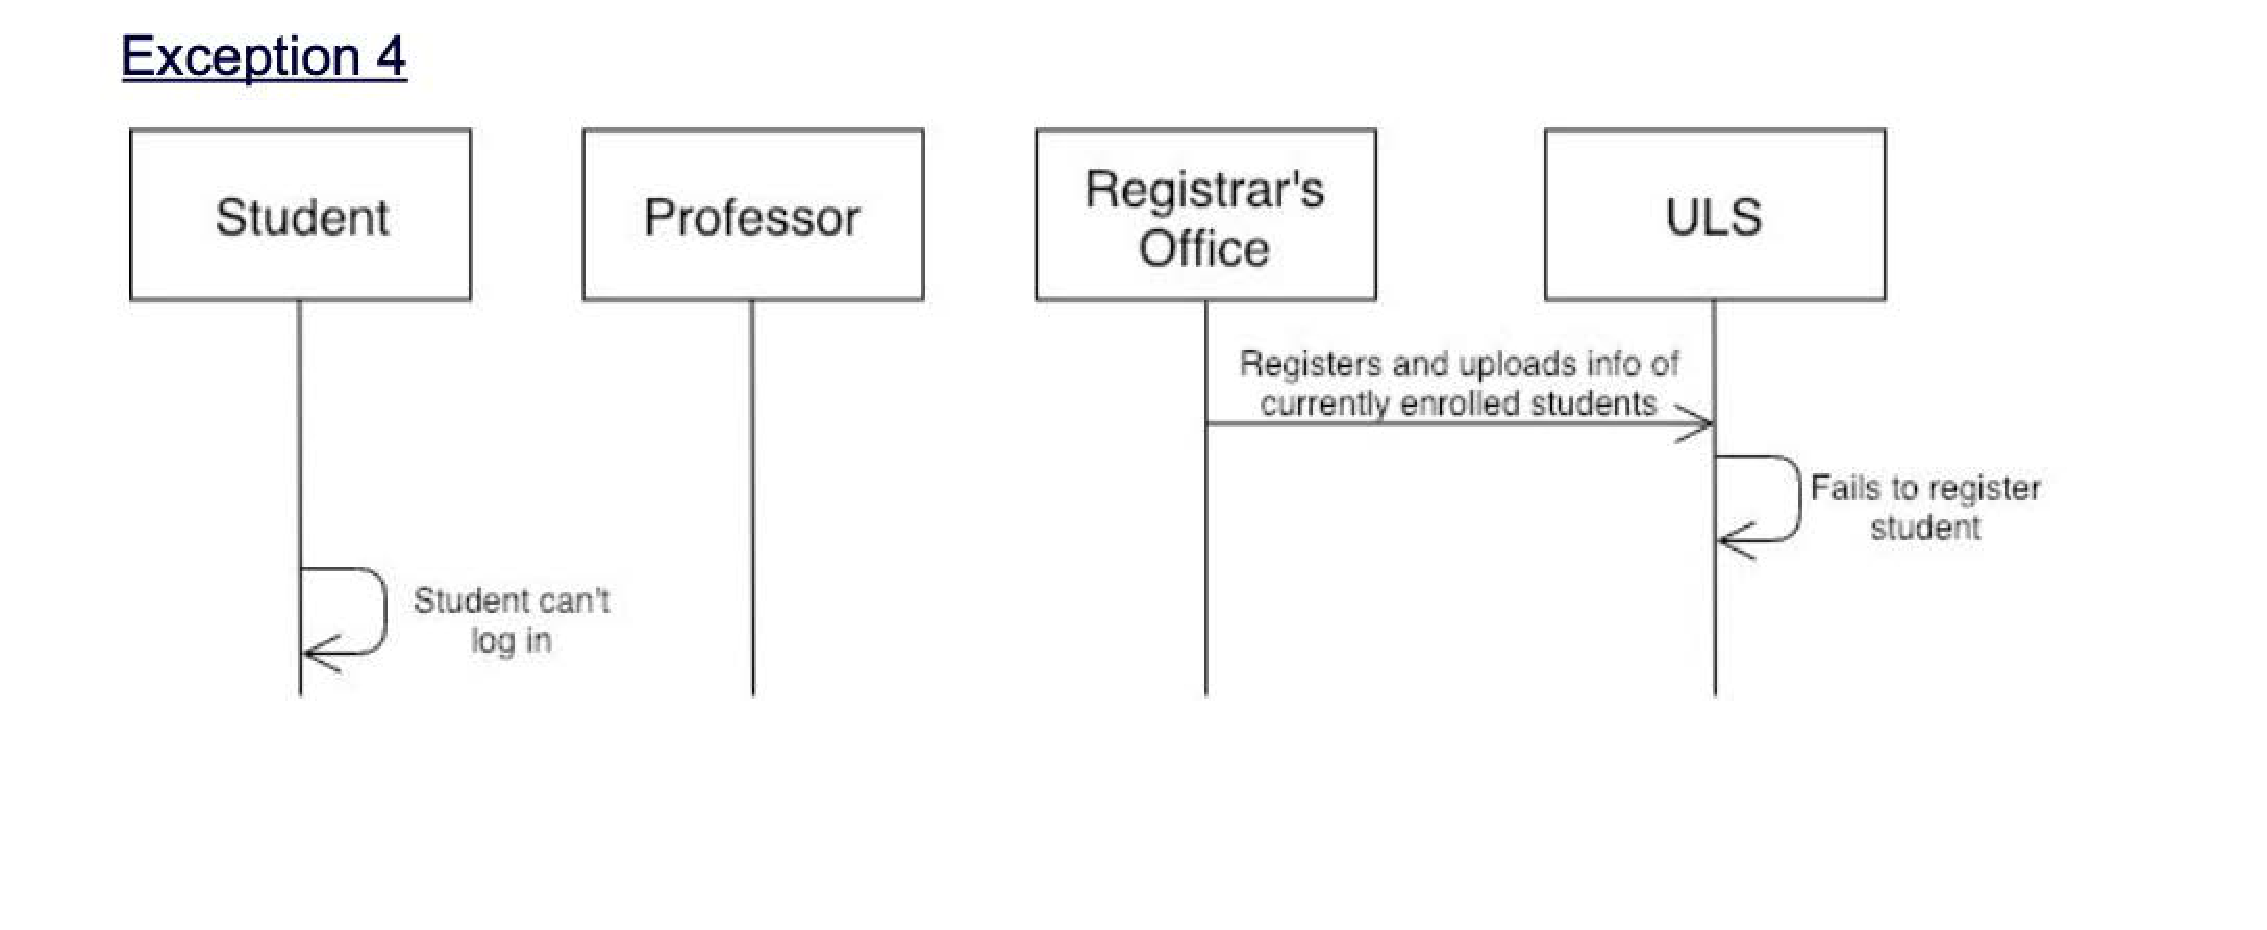 Exception 4
Student
Professor
Registrar's
Office
ULS
Registers and uploads info of
currently enrolled students
Fails to register
student
Student can't
log in